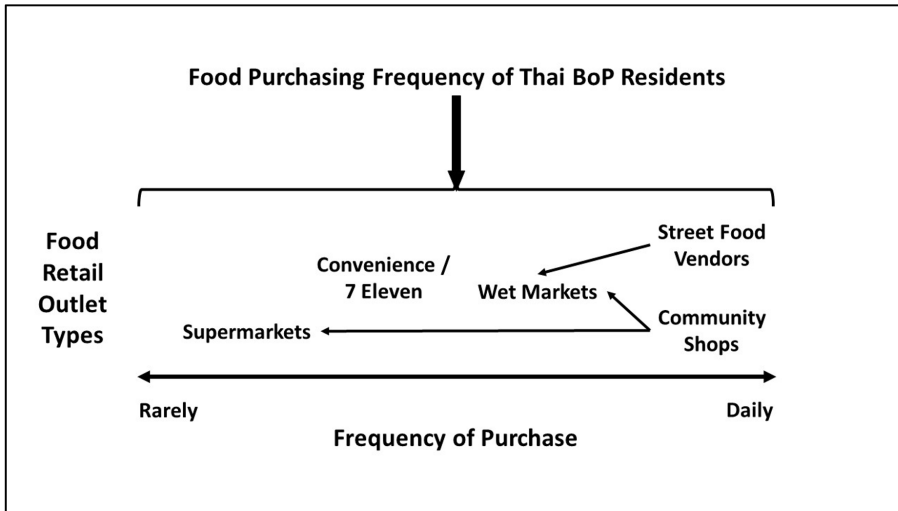 Food Purchasing Frequency of Thai BoP Residents
Food
Retail
Outlet
Types
Street Food
Vendors
Convenience /
7 Eleven
Wet Markets
Supermarkets
Community
Shops
Rarely
Daily
Frequency of Purchase